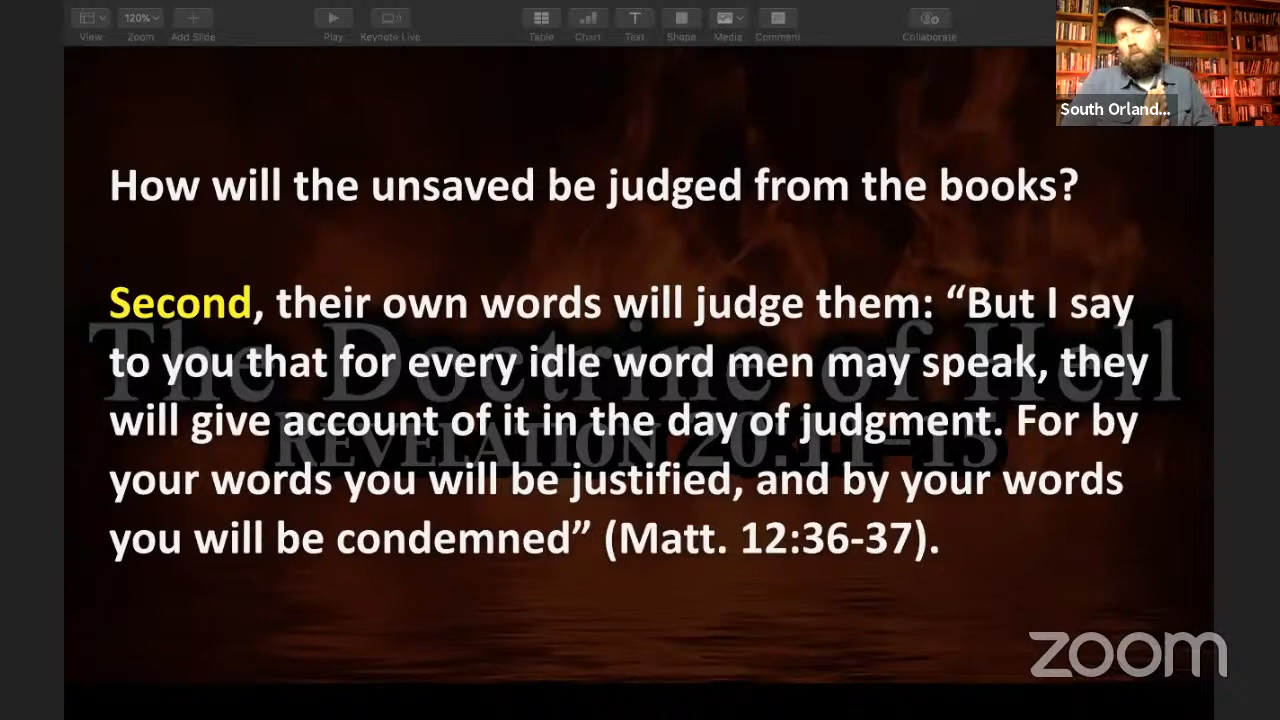 View
120%
Zoom
Add Slide
Play
Keynote Live
Table
Chart
Text
Shape
Media
Comment
Collaborate
South Orland...
How will the unsaved be judged from the books?
Second, their own words will judge them: “But I say
to you that for every idle word men may speak, they
will give account of it in the day of judgment. For by
your words you will be justified, and by your words
you will be condemned” (Matt. 12:36-37).
The Doctrine of Hell
REVELATION 20:11-15
zoom